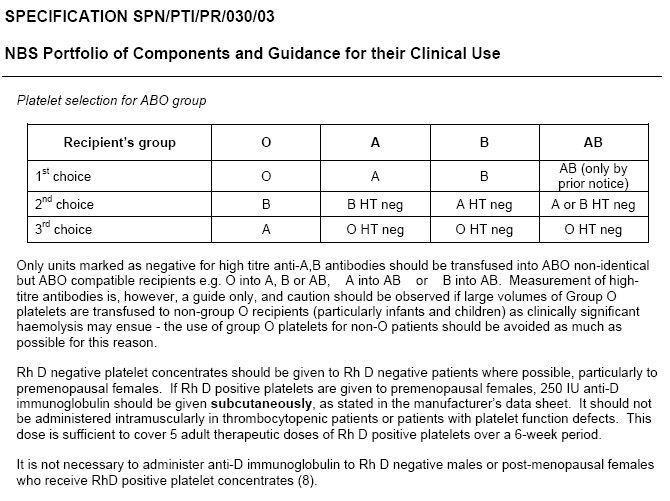 SPECIFICATION SPN/PTI/PR/030/03
NBS Portfolio of Components and Guidance for their Clinical Use
Platelet selection for ABO group
Recipient's group O A B AB
1st choice O A B AB (only by prior notice)
2nd choice B B HT neg A HT neg A or B HT neg
3rd choice A O HT neg O HT neg O HT neg
Only units marked as negative for high titre anti-A,B antibodies should be transfused into ABO non-identical
but ABO compatible recipients e.g. O into A, B or AB, A into AB or B into AB. Measurement of high-
titre antibodies is, however, a guide only, and caution should be observed if large volumes of Group O
platelets are transfused to non-group O recipients (particularly infants and children) as clinically significant
haemolysis may ensue - the use of group O platelets for non-O patients should be avoided as much as
possible for this reason.
Rh D negative platelet concentrates should be given to Rh D negative patients where possible, particularly to
premenopausal females. If Rh D positive platelets are given to premenopausal females, 250 IU anti-D
immunoglobulin should be given subcutaneously, as stated in the manufacturer's data sheet. It should not
be administered intramuscularly in thrombocytopenic patients or patients with platelet function defects. This
dose is sufficient to cover 5 adult therapeutic doses of Rh D positive platelets over a 6-week period.
It is not necessary to administer anti-D immunoglobulin to Rh D negative males or post-menopausal females
who receive RhD positive platelet concentrates (8).